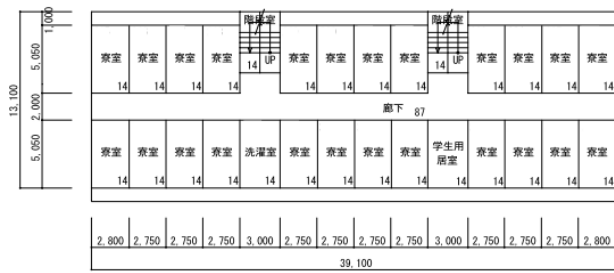 階段室 階段室
1,000
寮室 寮室 寮室 寮室 寮室 寮室 寮室 寮室 寮室 寮室 寮室 寮室
5,050
14 UP 14 UP
14 14 14 14 14 14 14 14 14 14 14 14
13,100
2,000
廊下 87
寮室 寮室 寮室 寮室 洗濯室 寮室 寮室 寮室 寮室 学生用 寮室 寮室 寮室 寮室
居室
5,050
14 14 14 14 14 14 14 14 14 14 14 14 14 14
2,800 2,750 2,750 2,750 3,000 2,750 2,750 2,750 2,750 3,000 2,750 2,750 2,750 2,800
39,100